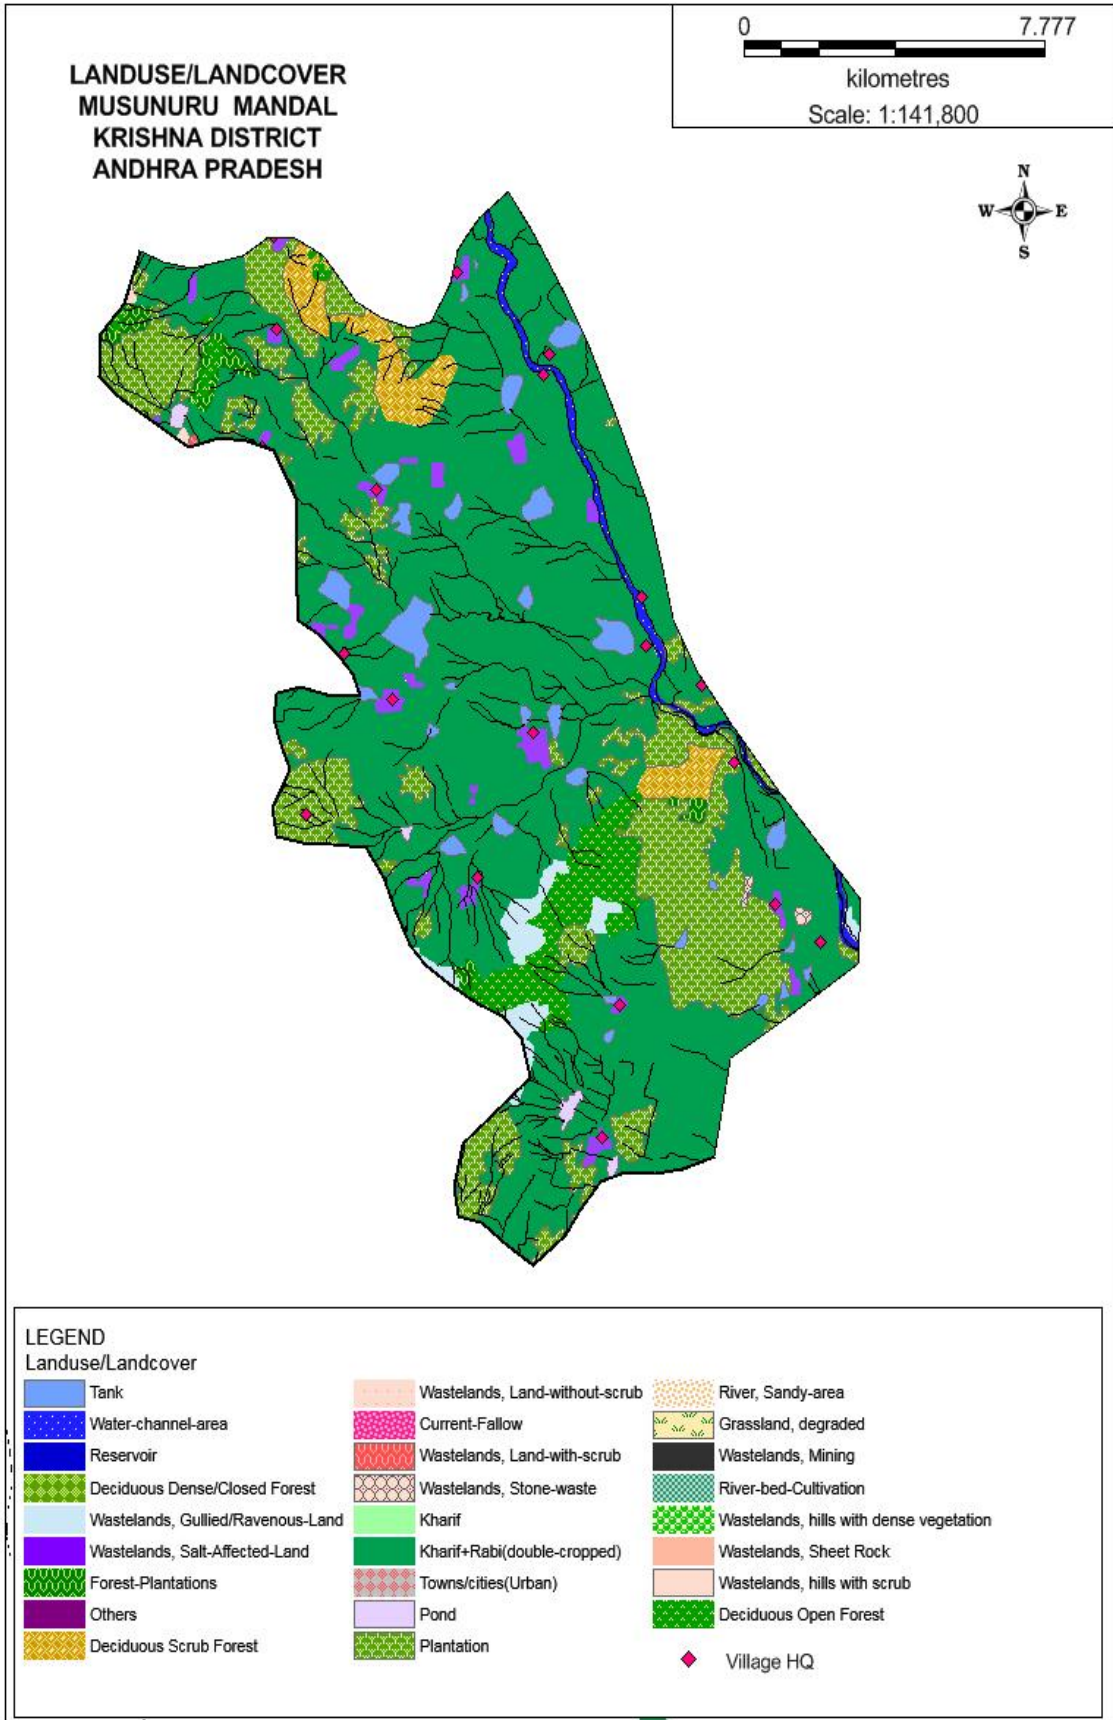 LANDUSE/LANDCOVER
MUSUNURU MANDAL
KRISHNA DISTRICT
ANDHRA PRADESH
0 7.777
kilometres
Scale: 1:141,800
N
W E
S
LEGEND
Landuse/Landcover
Tank
Water-channel-area
Reservoir
Deciduous Dense/Closed Forest
Wastelands, Gullied/Ravenous-Land
Wastelands, Salt-Affected-Land
Forest-Plantations
Others
Deciduous Scrub Forest
Wastelands, Land-without-scrub
Current-Fallow
Wastelands, Land-with-scrub
Wastelands, Stone-waste
Kharif
Kharif+Rabi(double-cropped)
Towns/cities(Urban)
Pond
Plantation
River, Sandy-area
Grassland, degraded
Wastelands, Mining
River-bed-Cultivation
Wastelands, hills with dense vegetation
Wastelands, Sheet Rock
Wastelands, hills with scrub
Deciduous Open Forest
Village HQ